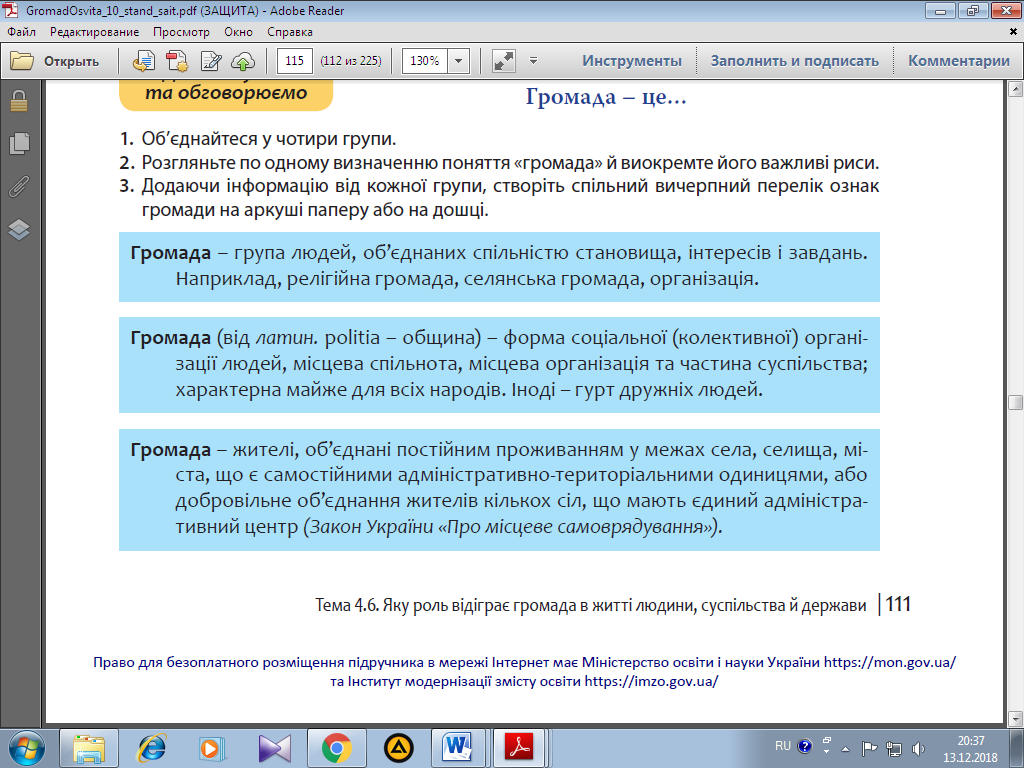 GromadOsvita_10_stand_sait.pdf (ЗАЩИТА) - Adobe Reader
Файл Редактирование Просмотр Окно Справка
Открыть 115 (112 из 225) 130% Инструменты Заполнить и подписать Комментарии
та обговорюємо
Громада – це...
1. Об’єднайтеся у чотири групи.
2. Розгляньте по одному визначенню поняття «громада» й виокремте його важливі риси.
3. Додаючи інформацію від кожної групи, створіть спільний вичерпний перелік ознак
громади на аркуші паперу або на дошці.
Громада – група людей, об’єднаних спільністю становища, інтересів і завдань.
Наприклад, релігійна громада, селянська громада, організація.
Громада (від латин. politia – община) – форма соціальної (колективної) органі-
зації людей, місцева спільнота, місцева організація та частина суспільства;
характерна майже для всіх народів. Іноді – гурт дружніх людей.
Громада – жителі, об’єднані постійним проживанням у межах села, селища, мі-
ста, що є самостійними адміністративно-територіальними одиницями, або
добровільне об’єднання жителів кількох сіл, що мають єдиний адміністра-
тивний центр (Закон України «Про місцеве самоврядування»).
Тема 4.6. Яку роль відіграє громада в житті людини, суспільства й держави 111
Право для безоплатного розміщення підручника в мережі Інтернет має Міністерство освіти і науки України https://mon.gov.ua/
та Інститут модернізації змісту освіти https://imzo.gov.ua/
RU 20:37
13.12.2018